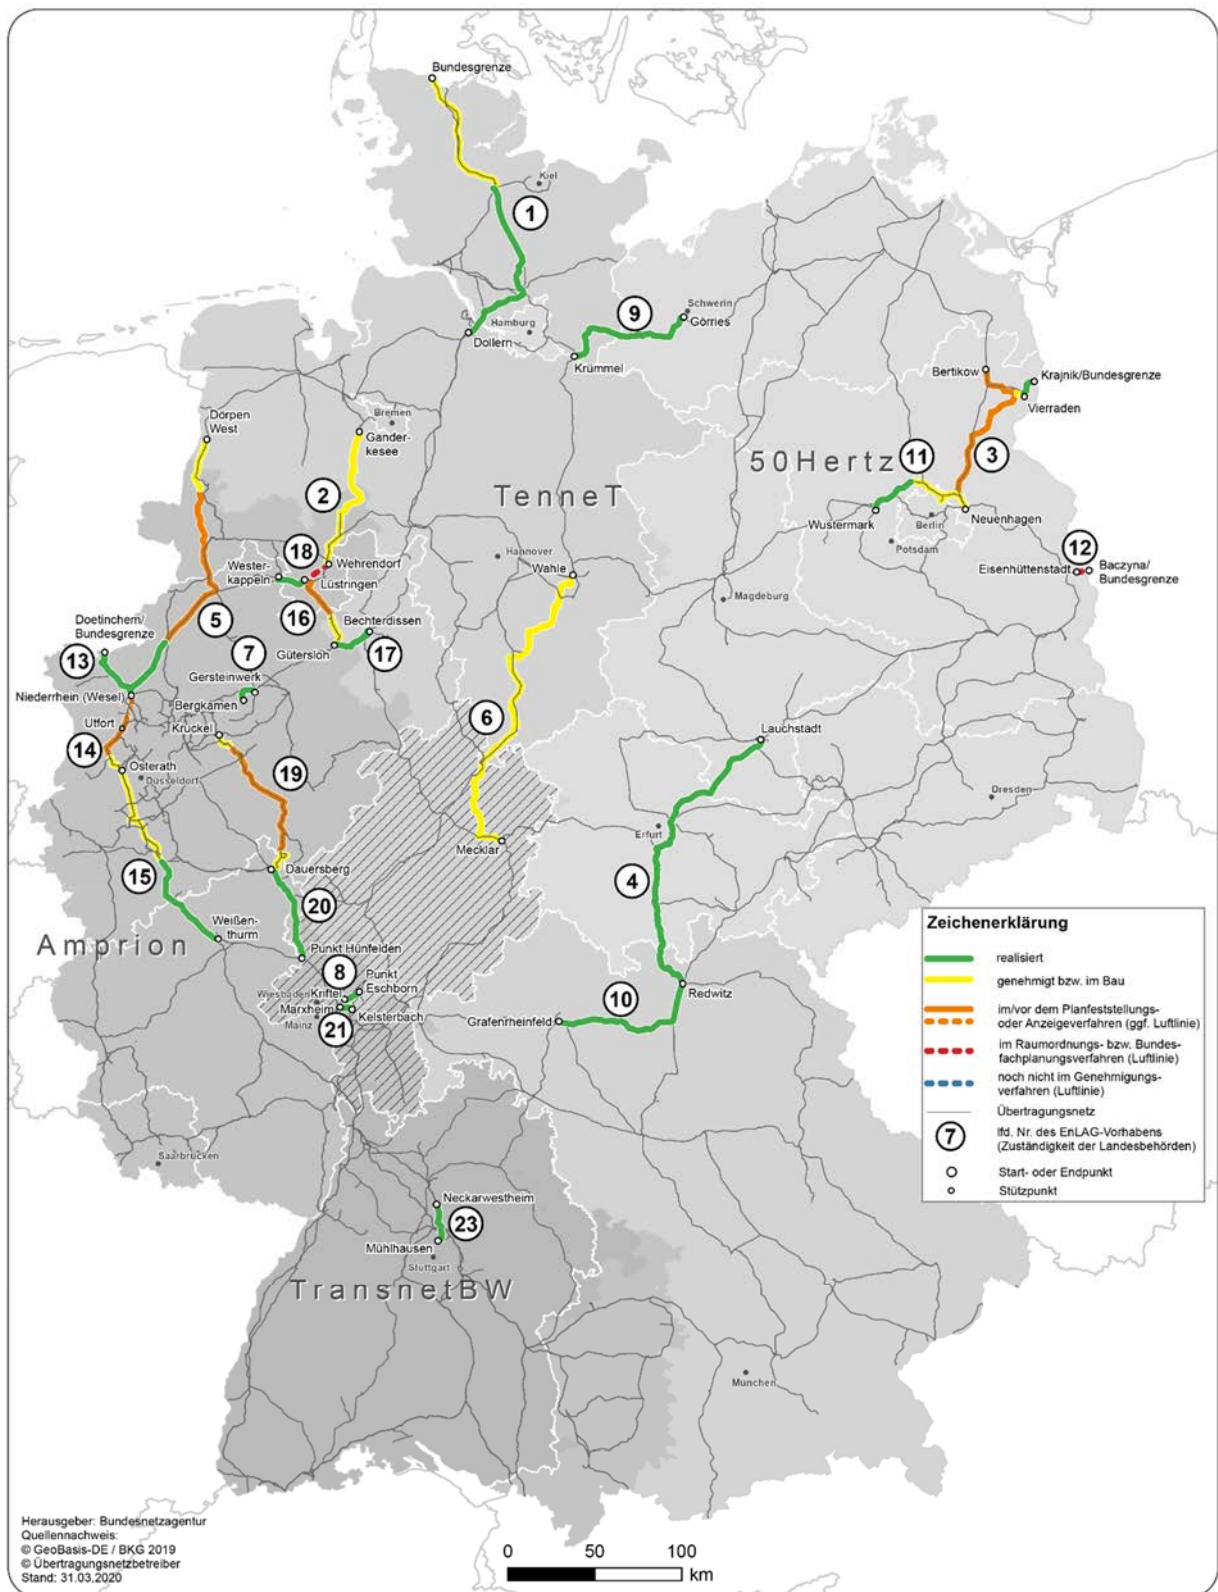 Bundesgrenze
Kiel
1
Schwerin
9
Görries
Hamburg
Dollern
Krümmel
Bertikow
Krajnik/Bundesgrenze
Vierraden
Dörpen
West
Bremen
Gander-
kesee
50Hertz
11
3
2
TenneT
Wustermark
Berlin
Neuenhagen
Potsdam
18
Hannover
Wahle
12
Wester-
kappeln
Wehrendorf
Lüstringen
Eisenhüttenstadt
Baczyna/
Bundesgrenze
Magdeburg
Doetinchem/
Bundesgrenze
5
16
Bechterdissen
13
7
Gütersloh
17
Gersteinwerk
Niederrhein (Wesel)
Bergkamen
6
Utfort
Kruckel
Lauchstädt
14
Osterath
Düsseldorf
19
Dresden
Erfurt
Mecklar
15
Dauersberg
4
20
Weißen-
thurm
Amprion
Punkt Hünfelden
8
Punkt
Eschborn
Wiesbaden
Kriftel
Marxheim
Kelsterbach
Mainz
21
Redwitz
10
Grafenrheinfeld
Saarbrücken
Neckarwestheim
23
Mühlhausen
Stuttgart
TransnetBW
München
Zeichenerklärung
realisiert
genehmigt bzw. im Bau
im/vor dem Planfeststellungs-
oder Anzeigeverfahren (ggf. Luftlinie)
im Raumordnungs- bzw. Bundes-
fachplanungsverfahren (Luftlinie)
noch nicht im Genehmigungs-
verfahren (Luftlinie)
Übertragungsnetz
7
lfd. Nr. des EnLAG-Vorhabens
(Zuständigkeit der Landesbehörden)
Start- oder Endpunkt
Stützpunkt
Herausgeber: Bundesnetzagentur
Quellennachweis:
© GeoBasis-DE / BKG 2019
© Übertragungsnetzbetreiber
Stand: 31.03.2020
0 50 100
km